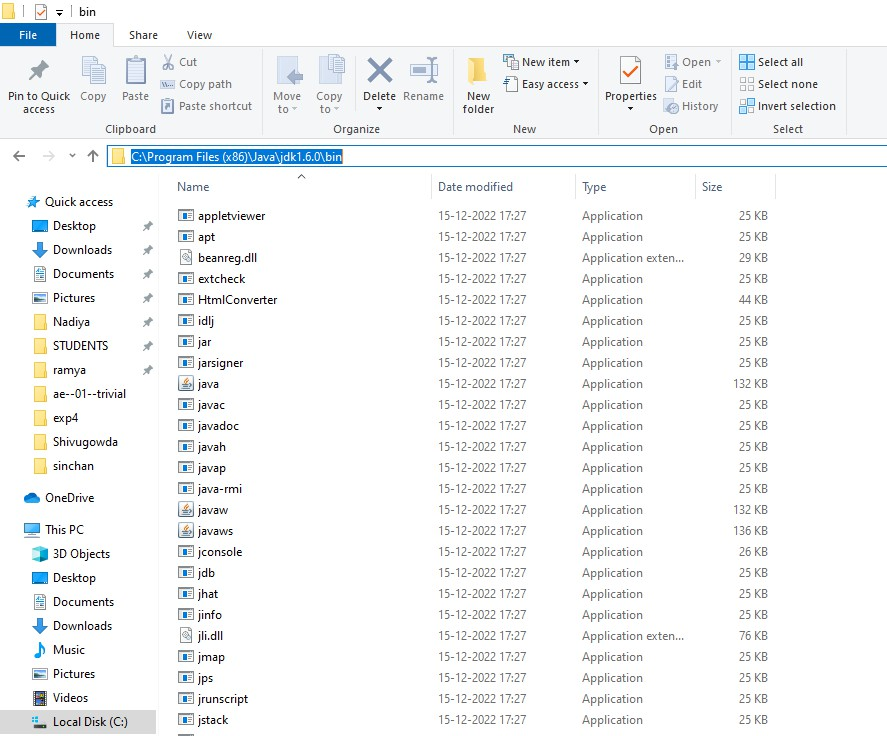 bin
File Home Share View
Pin to Quick access
Copy
Paste
Cut
Copy path
Paste shortcut
Clipboard
Move to
Copy to
Delete
Rename
Organize
New folder
New item
Easy access
New
Properties
Open
Edit
History
Open
Select all
Select none
Invert selection
Select
C:\Program Files (x86)\Java\jdk1.6.0\bin
Quick access
Desktop
Downloads
Documents
Pictures
Nadiya
STUDENTS
ramya
ae--01--trivial
exp4
Shivugowda
sinchan
OneDrive
This PC
3D Objects
Desktop
Documents
Downloads
Music
Pictures
Videos
Local Disk (C:)
Name Date modified Type Size
appletviewer 15-12-2022 17:27 Application 25 KB
apt 15-12-2022 17:27 Application 25 KB
beanreg.dll 15-12-2022 17:27 Application exten... 29 KB
extcheck 15-12-2022 17:27 Application 25 KB
HtmlConverter 15-12-2022 17:27 Application 44 KB
idlj 15-12-2022 17:27 Application 25 KB
jar 15-12-2022 17:27 Application 25 KB
jarsigner 15-12-2022 17:27 Application 25 KB
java 15-12-2022 17:27 Application 132 KB
javac 15-12-2022 17:27 Application 25 KB
javadoc 15-12-2022 17:27 Application 25 KB
javah 15-12-2022 17:27 Application 25 KB
javap 15-12-2022 17:27 Application 25 KB
java-rmi 15-12-2022 17:27 Application 25 KB
javaw 15-12-2022 17:27 Application 132 KB
javaws 15-12-2022 17:27 Application 136 KB
jconsole 15-12-2022 17:27 Application 26 KB
jdb 15-12-2022 17:27 Application 25 KB
jhat 15-12-2022 17:27 Application 25 KB
jinfo 15-12-2022 17:27 Application 25 KB
jli.dll 15-12-2022 17:27 Application exten... 76 KB
jmap 15-12-2022 17:27 Application 25 KB
jps 15-12-2022 17:27 Application 25 KB
jrunscript 15-12-2022 17:27 Application 25 KB
jstack 15-12-2022 17:27 Application 25 KB